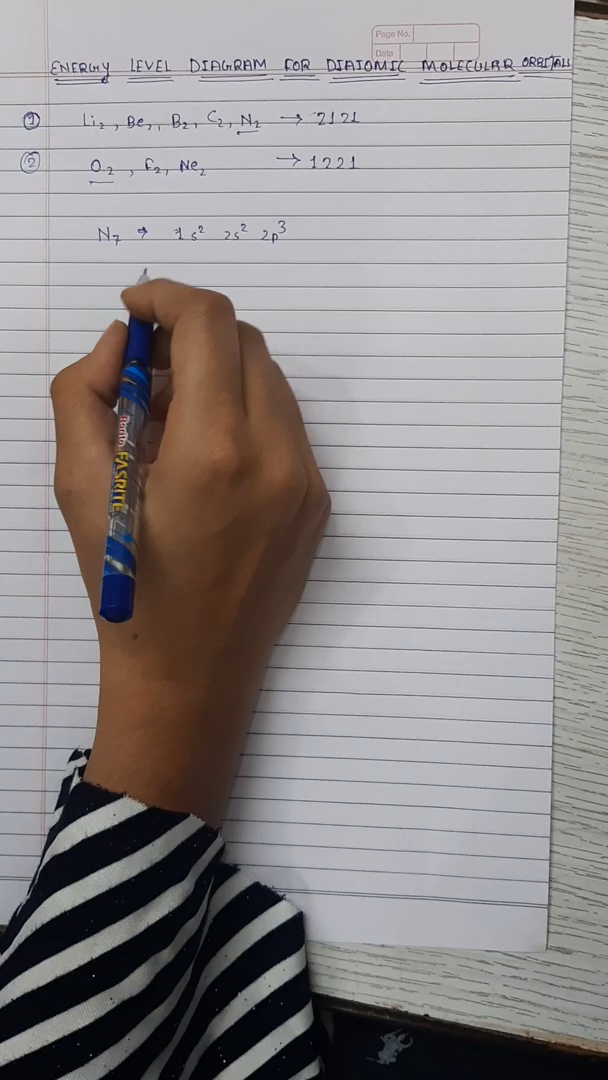 Page No.
Date
ENERGY LEVEL DIAGRAM FOR DIATOMIC MOLECULAR ORBITALS
① Li₂, Be₂, B₂, C₂, N₂ → 2121
② O₂, F₂, Ne₂ → 1221
N₇ → 1s² 2s² 2p³
Rorito FASRITE